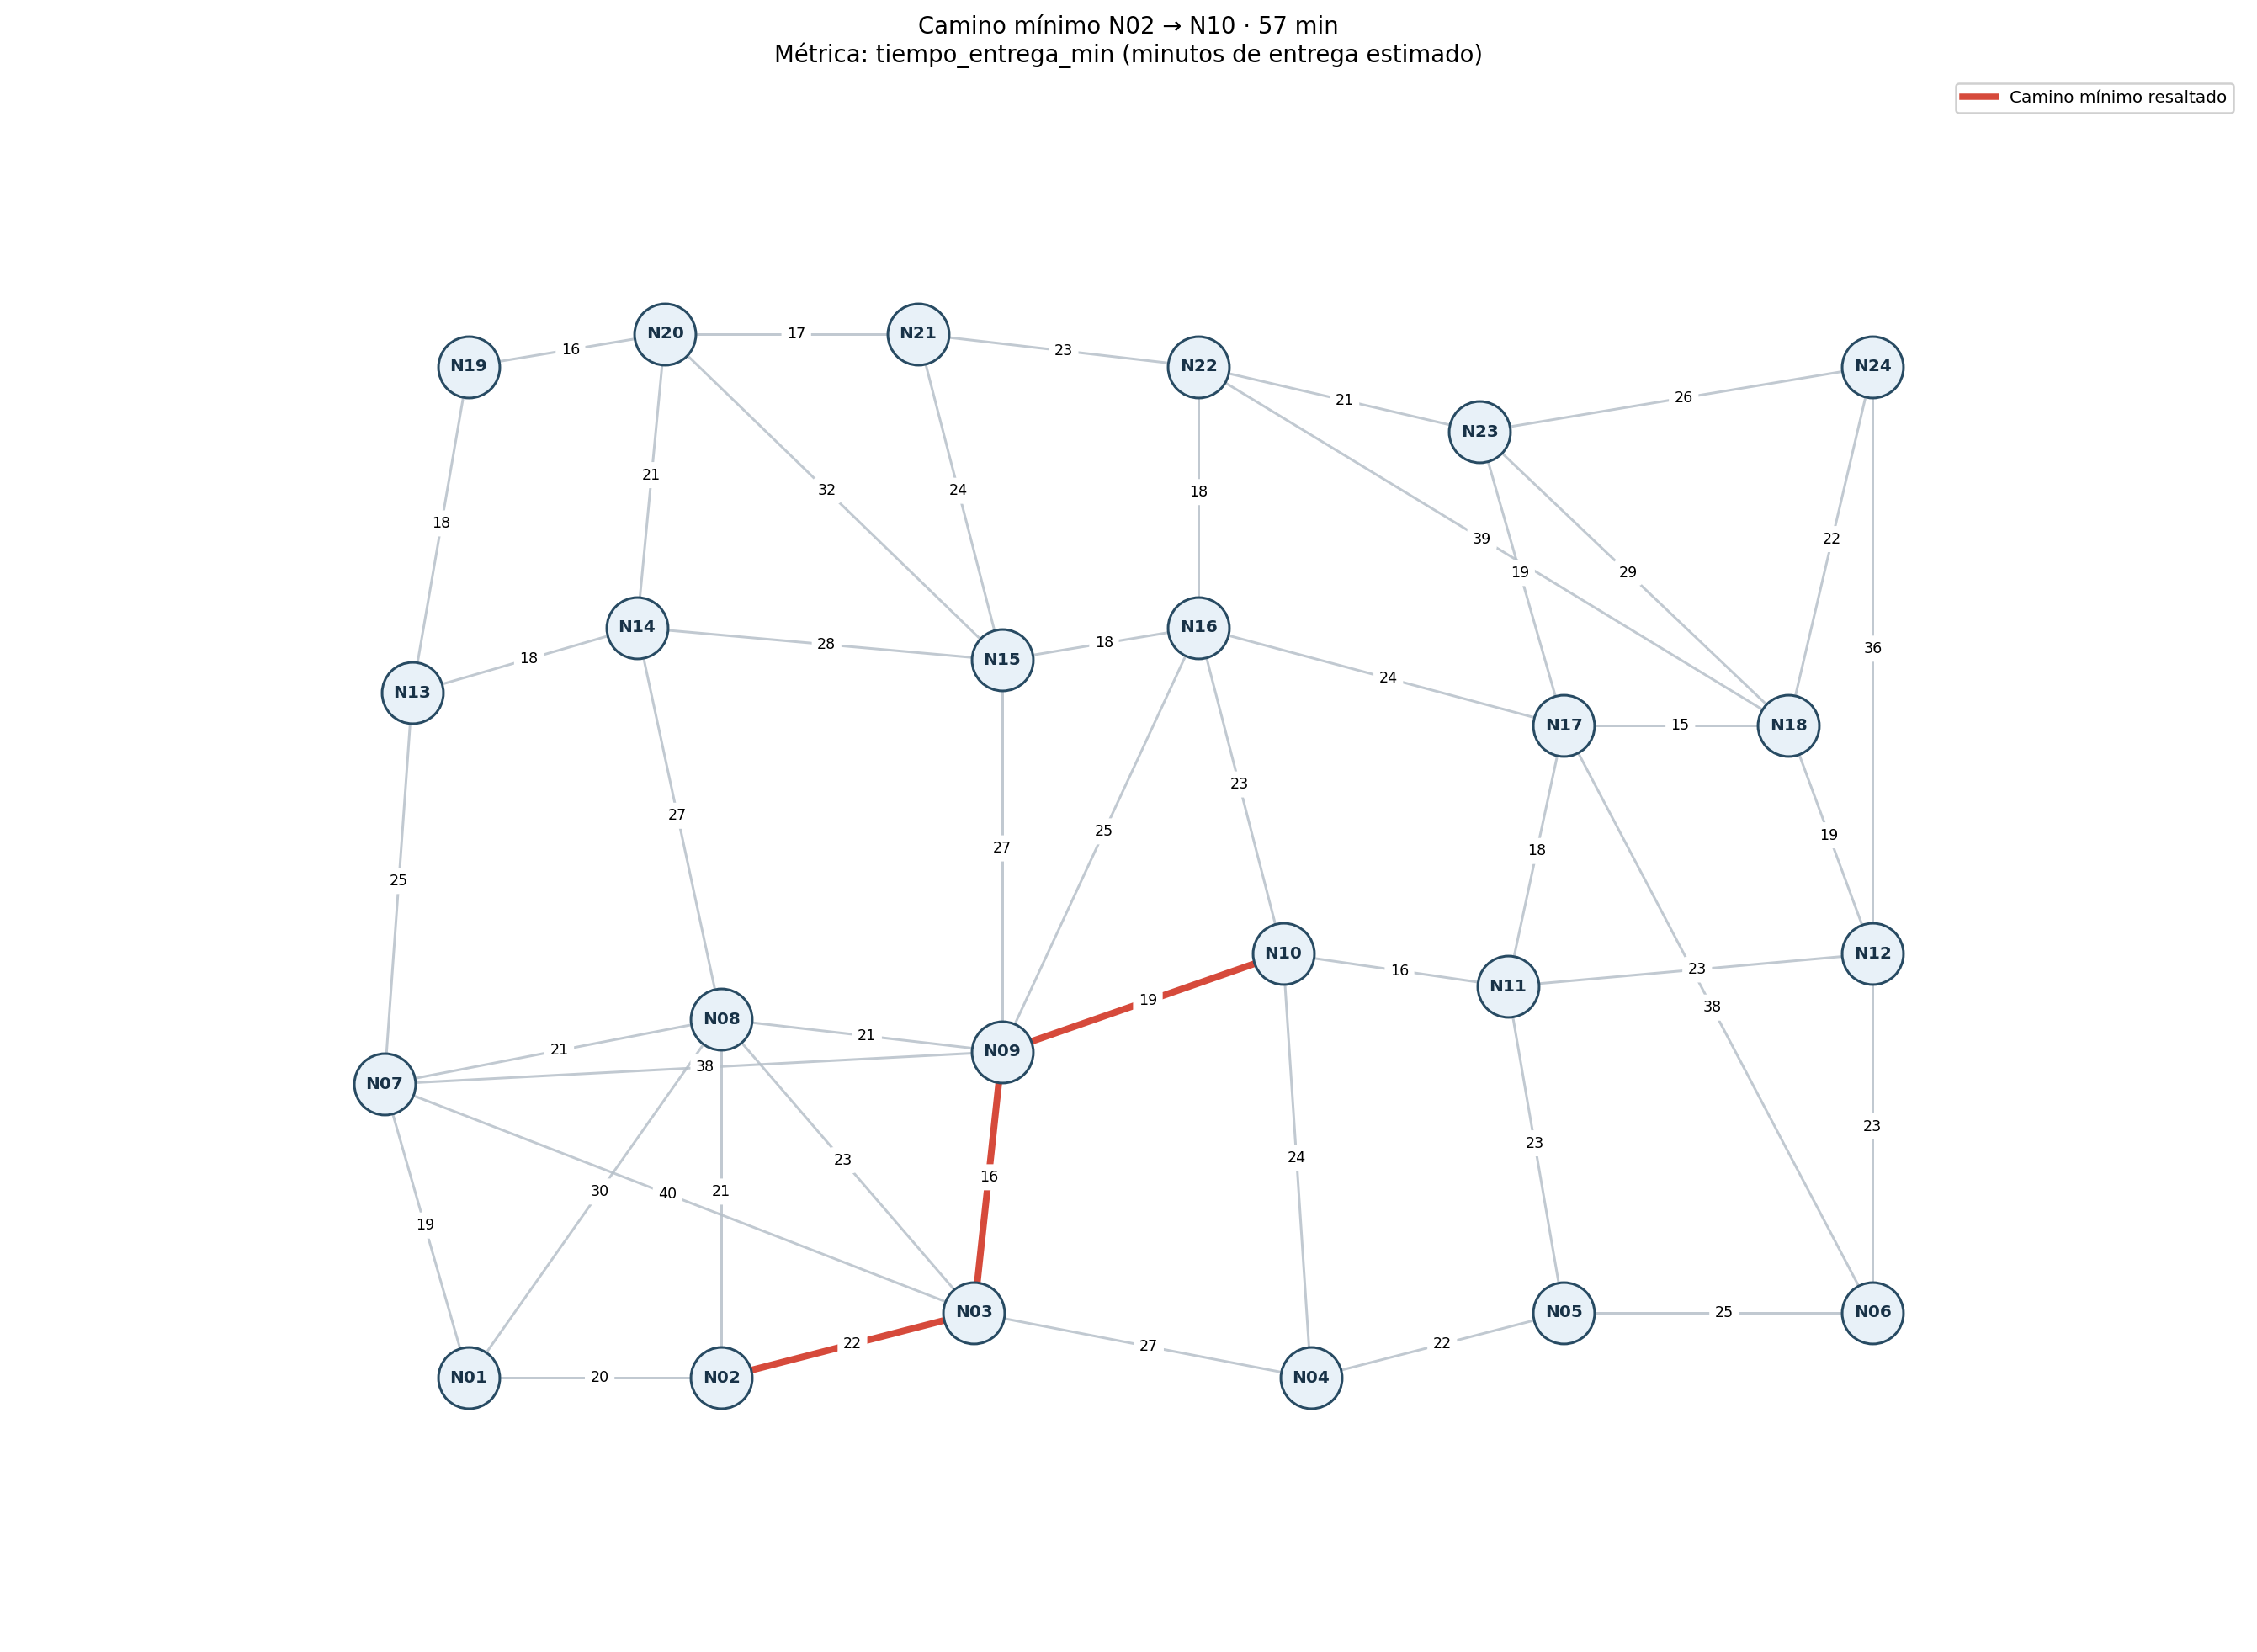 Camino mínimo N02 → N10 · 57 min
Métrica: tiempo_entrega_min (minutos de entrega estimado)
Camino mínimo resaltado
N20
17
N21
N19
16
23
N22
N24
21
26
N23
18
21
32
24
18
39
19
29
22
36
N14
28
N15
18
N16
24
N13
18
N17
15
N18
27
25
27
25
23
18
19
N10
16
N11
23
N12
38
N08
21
19
N09
21
38
N07
19
30
40
21
23
16
24
23
23
N03
27
N05
25
N06
22
22
N01
20
N02
N04